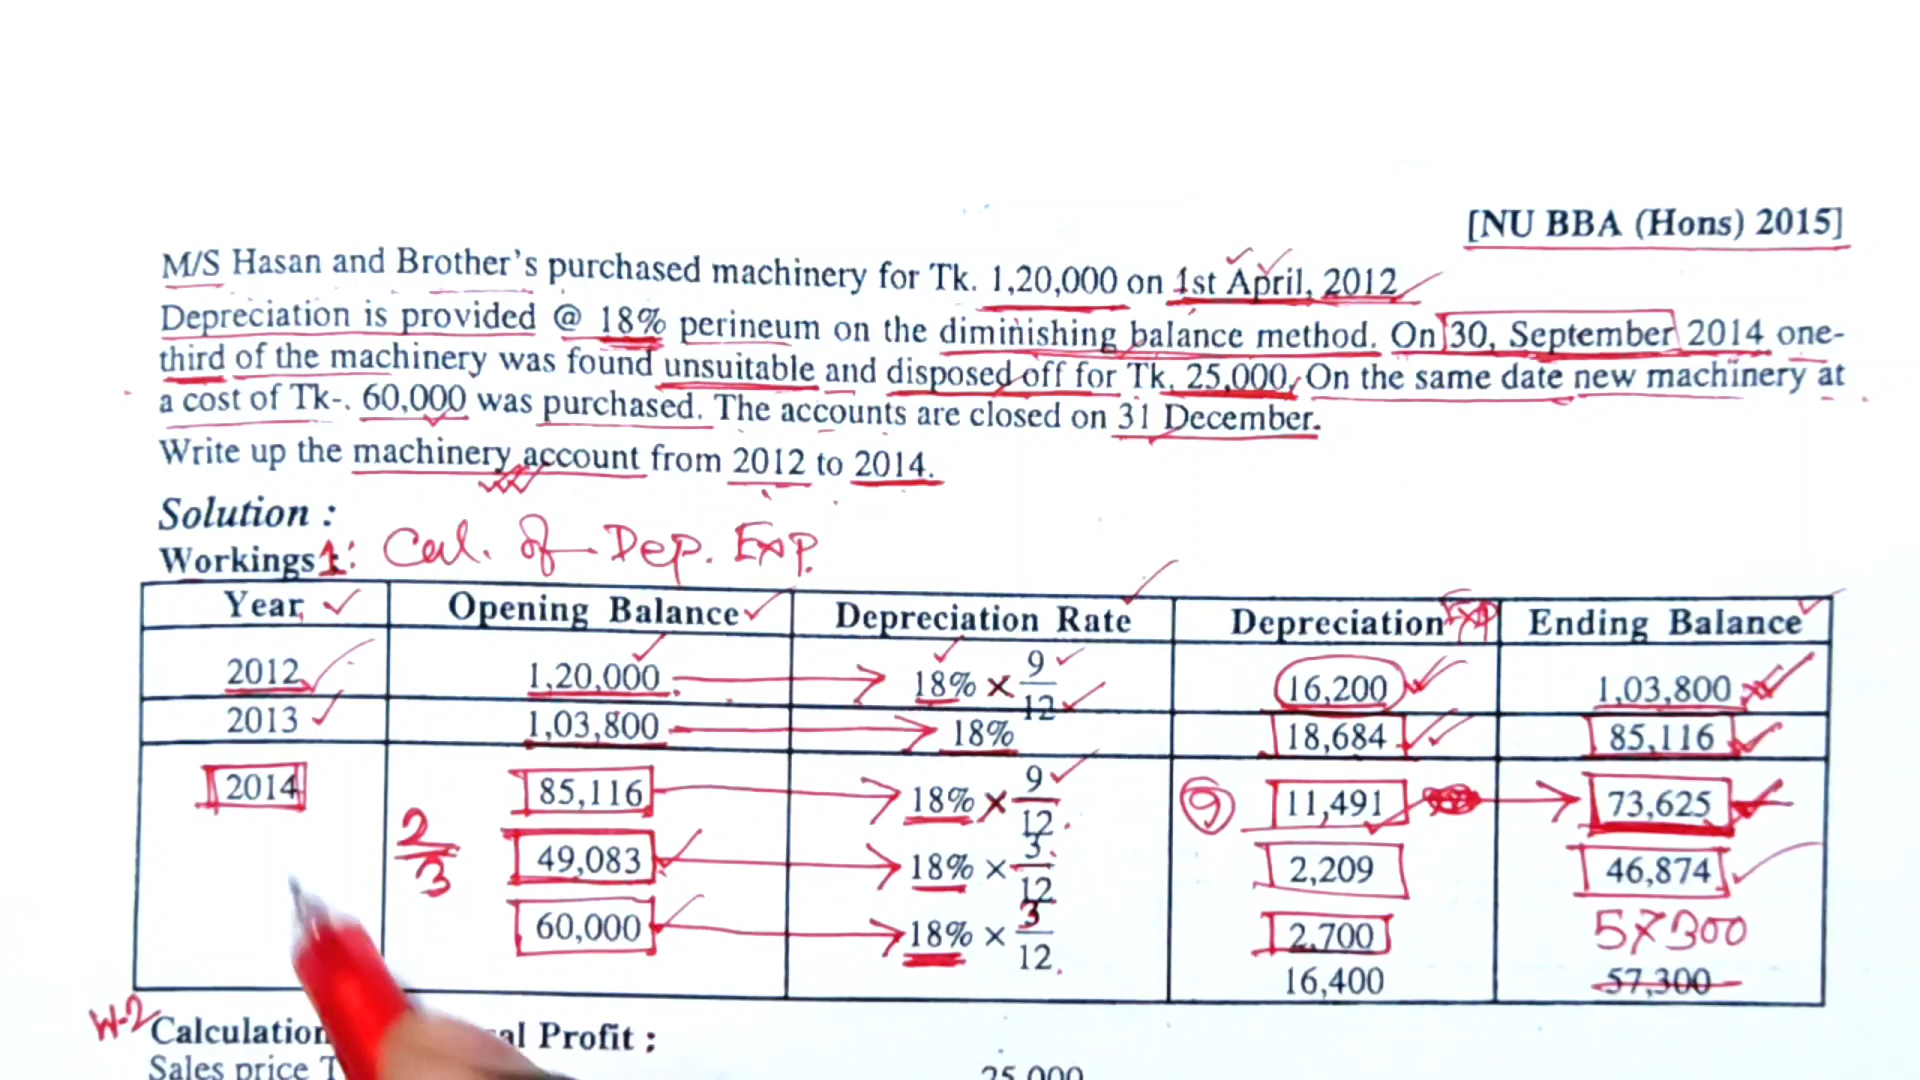 [NU BBA (Hons) 2015]
M/S Hasan and Brother's purchased machinery for Tk. 1,20,000 on 1st April, 2012
Depreciation is provided @ 18% perineum on the diminishing balance method. On 30, September 2014 one-
third of the machinery was found unsuitable and disposed off for Tk. 25,000, On the same date new machinery at
a cost of Tk-. 60,000 was purchased. The accounts are closed on 31 December.
Write up the machinery account from 2012 to 2014.
Solution :
Workings 1: Cal. of Dep. Exp.
Year Opening Balance Depreciation Rate Depreciation Exp Ending Balance
2012 1,20,000 18% × 9/12 16,200 1,03,800
2013 1,03,800 18% 18,684 85,116
2014 85,116 18% × 9/12 9 11,491 73,625
2/3 49,083 18% × 3/12 2,209 46,874
60,000 18% × 3/12 2,700 57300
16,400 57,300
W-2 Calculation al Profit :
Sales price T 25,000